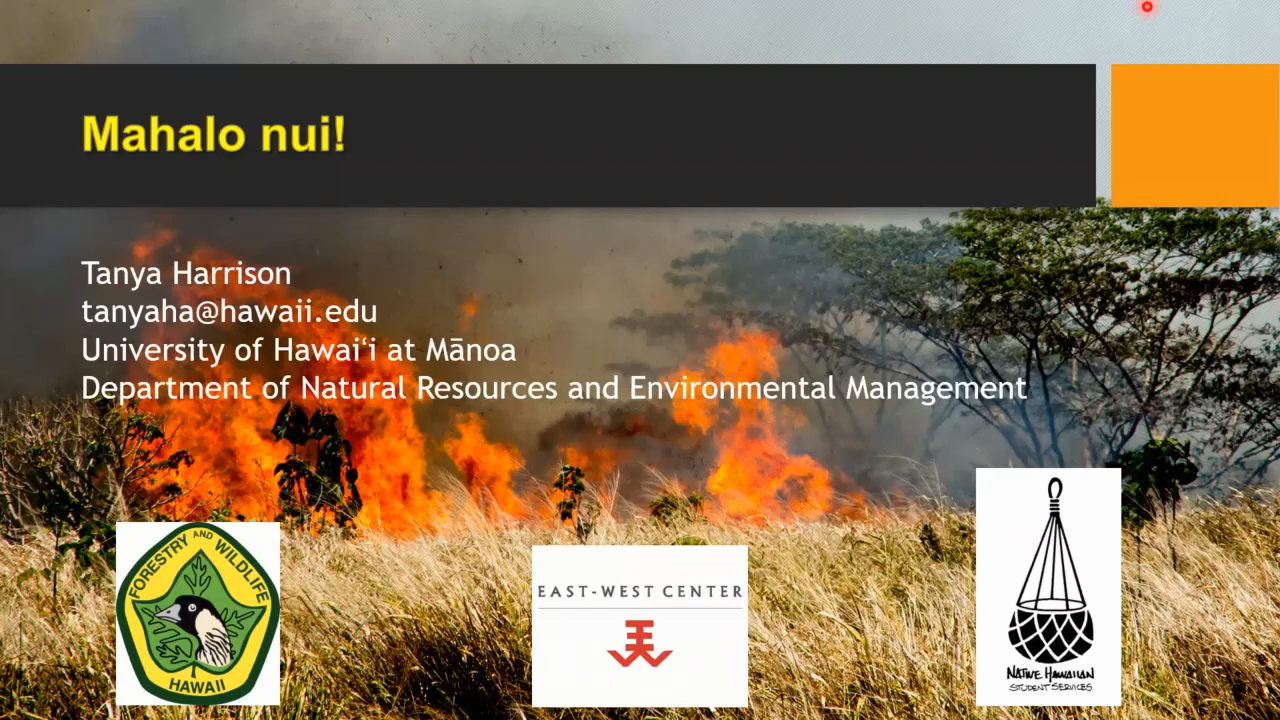 Mahalo nui!
Tanya Harrison
tanyaha@hawaii.edu
University of Hawaiʻi at Mānoa
Department of Natural Resources and Environmental Management
FORESTRY AND WILDLIFE
HAWAII
EAST-WEST CENTER
NATIVE HAWAIIAN
STUDENT SERVICES